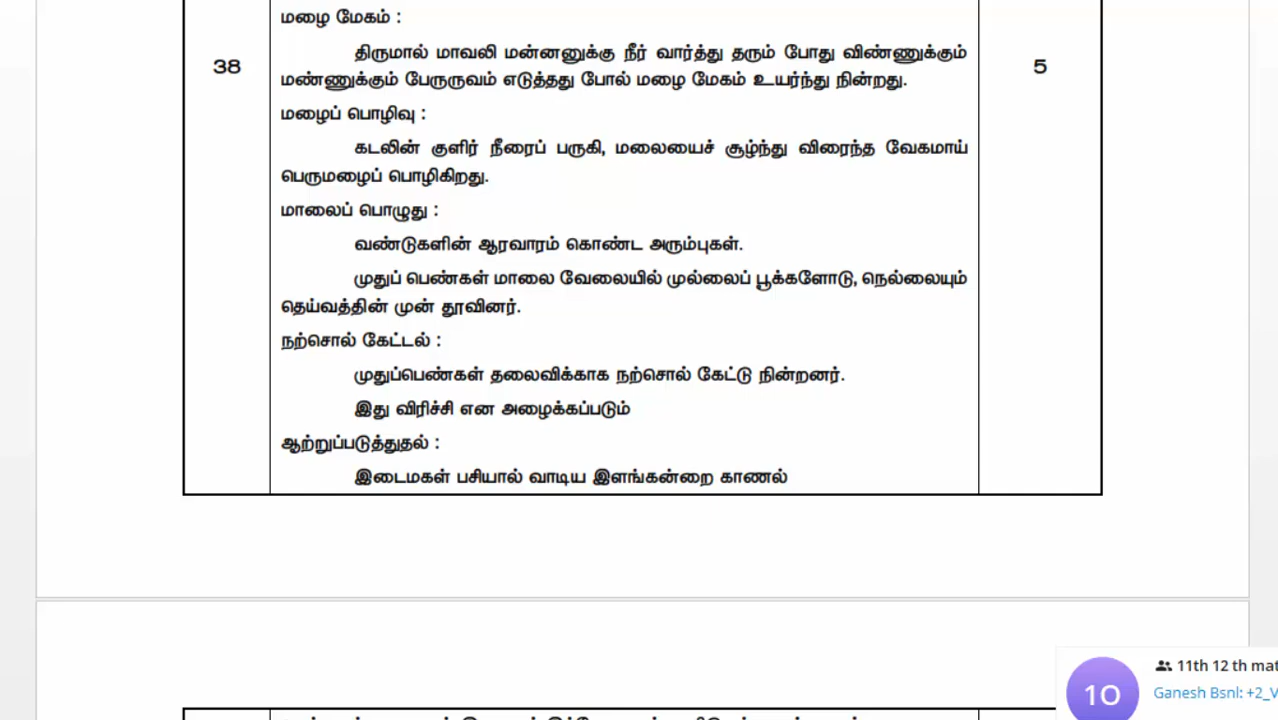 மழை மேகம் :
திருமால் மாவலி மன்னனுக்கு நீர் வார்த்து தரும் போது விண்ணுக்கும்
38
5
மண்ணுக்கும் பேருருவம் எடுத்தது போல் மழை மேகம் உயர்ந்து நின்றது.
மழைப் பொழிவு :
கடலின் குளிர் நீரைப் பருகி, மலையைச் சூழ்ந்து விரைந்த வேகமாய்
பெருமழைப் பொழிகிறது.
மாலைப் பொழுது :
வண்டுகளின் ஆரவாரம் கொண்ட அரும்புகள்.
முதுப் பெண்கள் மாலை வேலையில் முல்லைப் பூக்களோடு, நெல்லையும்
தெய்வத்தின் முன் தூவினர்.
நற்சொல் கேட்டல் :
முதுப்பெண்கள் தலைவிக்காக நற்சொல் கேட்டு நின்றனர்.
இது விரிச்சி என அழைக்கப்படும்
ஆற்றுப்படுத்துதல் :
இடைமகள் பசியால் வாடிய இளங்கன்றை காணல்
11th 12 th mat
10
Ganesh Bsnl: +2_V